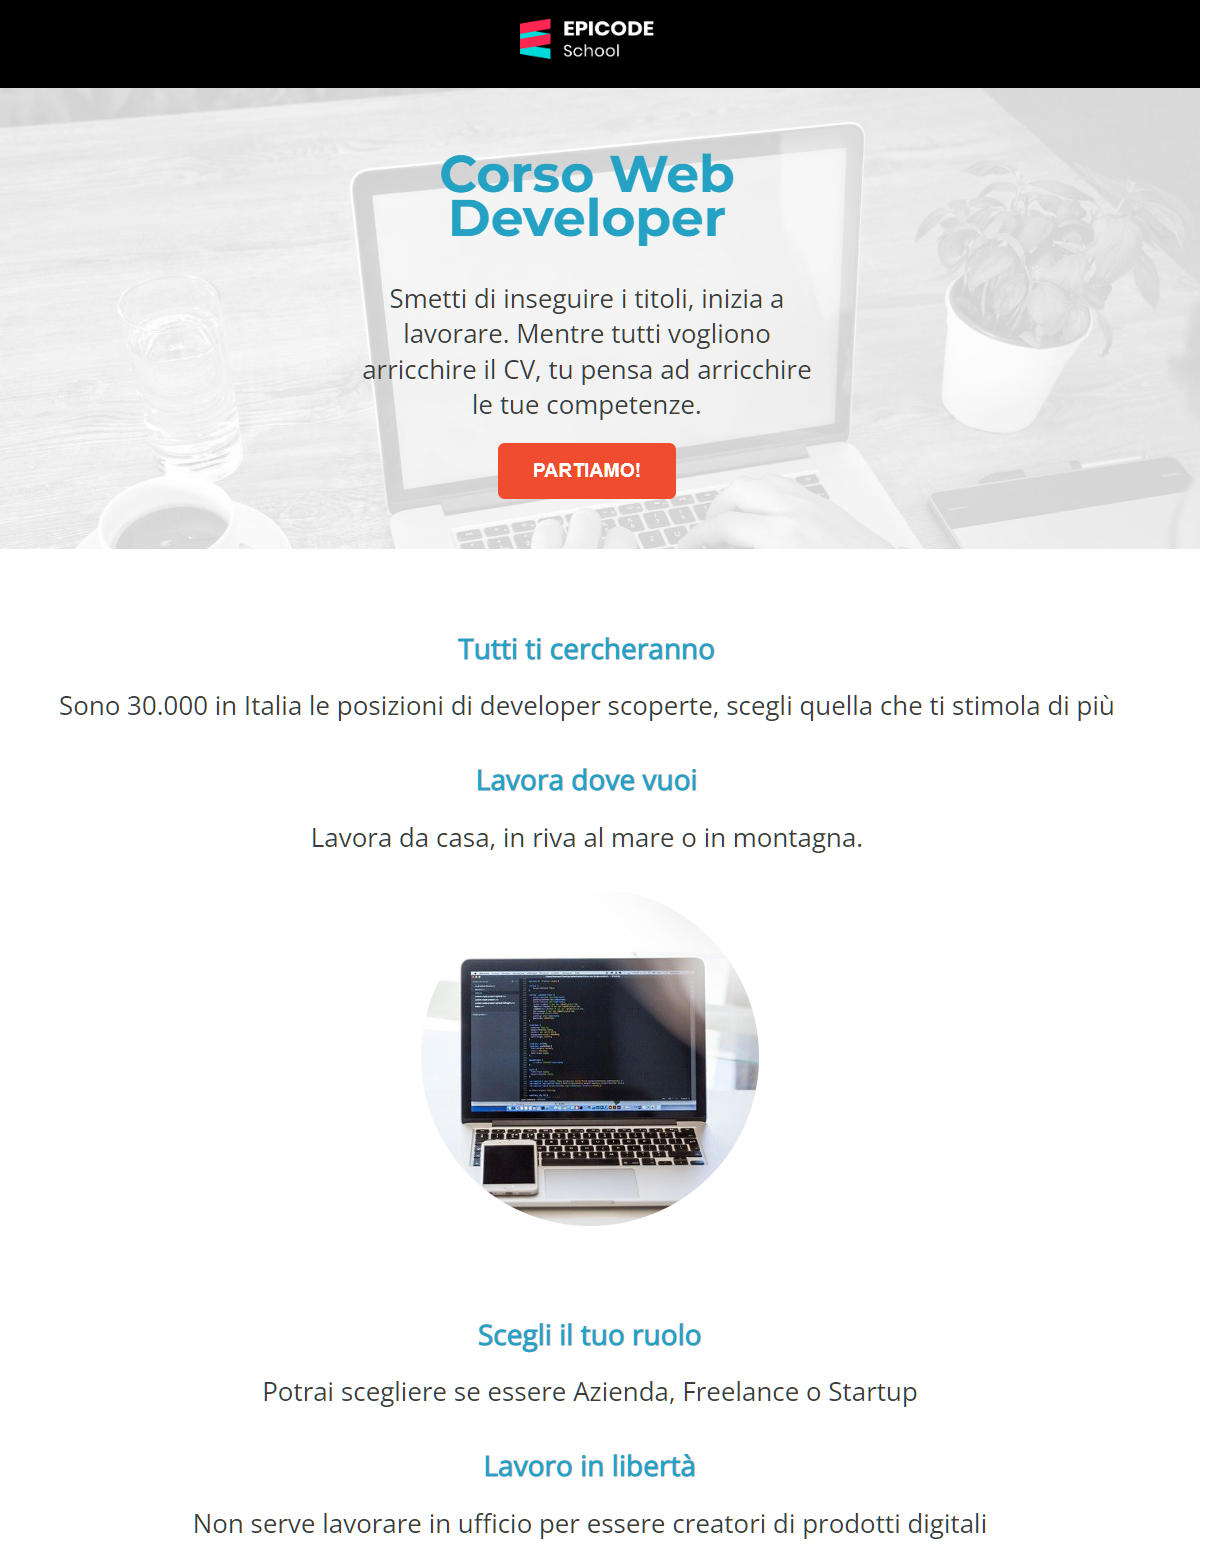 EPICODE
School
Corso Web
Developer
Smetti di inseguire i titoli, inizia a
lavorare. Mentre tutti vogliono
arricchire il CV, tu pensa ad arricchire
le tue competenze.
PARTIAMO!
Tutti ti cercheranno
Sono 30.000 in Italia le posizioni di developer scoperte, scegli quella che ti stimola di più
Lavora dove vuoi
Lavora da casa, in riva al mare o in montagna.
Scegli il tuo ruolo
Potrai scegliere se essere Azienda, Freelance o Startup
Lavoro in libertà
Non serve lavorare in ufficio per essere creatori di prodotti digitali